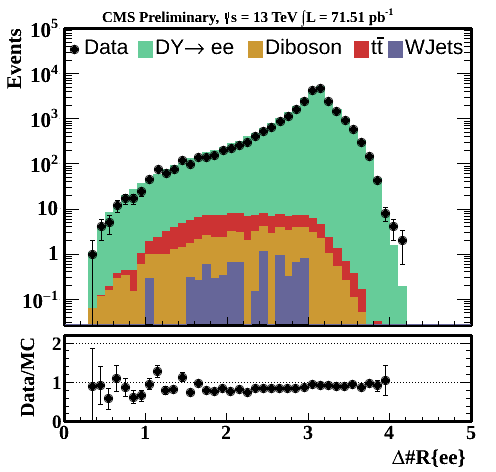 CMS Preliminary, √s = 13 TeV ∫L = 71.51 pb⁻¹
Events
Data DY→ ee Diboson tt̅ WJets
10⁵
10⁴
10³
10²
10
1
10⁻¹
Data/MC
2
1
0
0 1 2 3 4 5
Δ#R{ee}